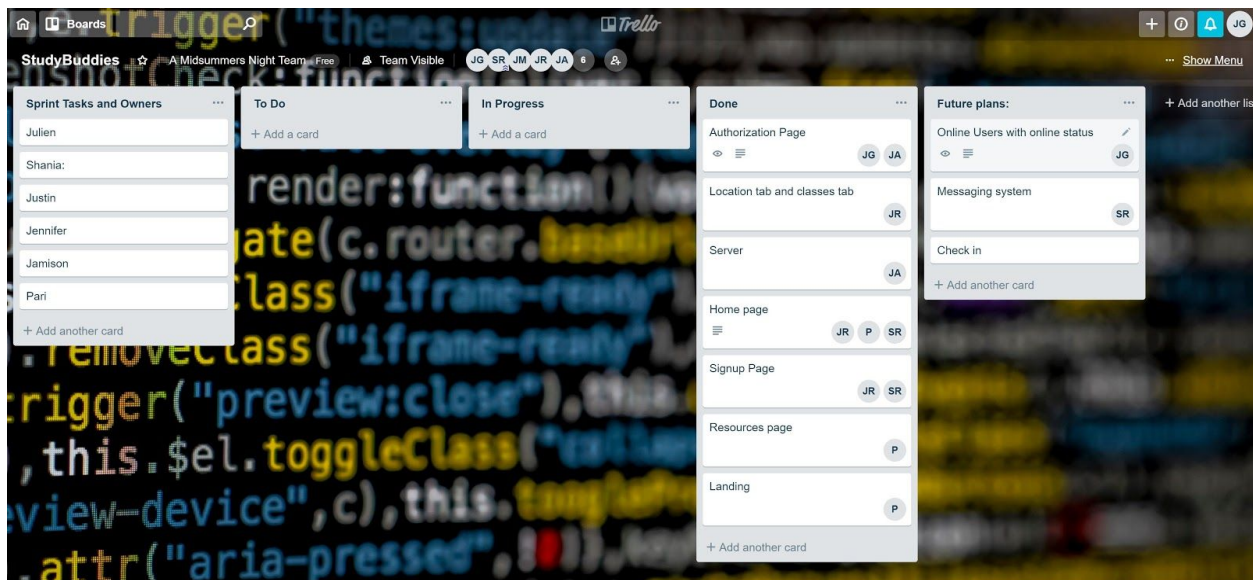 Boards
Trello
JG
StudyBuddies
A Midsummers Night Team
Free
Team Visible
JG SR JM JR JA 6
... Show Menu
Sprint Tasks and Owners ...
Julien
Shania:
Justin
Jennifer
Jamison
Pari
+ Add another card
To Do ...
+ Add a card
In Progress ...
+ Add a card
Done ...
Authorization Page
JG JA
Location tab and classes tab
JR
Server
JA
Home page
JR P SR
Signup Page
JR SR
Resources page
P
Landing
P
+ Add another card
Future plans: ...
Online Users with online status
JG
Messaging system
SR
Check in
+ Add another card
+ Add another lis
trigger("themes:
render:function()
gate(c.router.
lass("iframe-ready"
.removeClass("iframe-ready")
rigger("preview:close"),this.
,this.$el.toggleClass("
view-device",c),this.
.attr("aria-pressed",